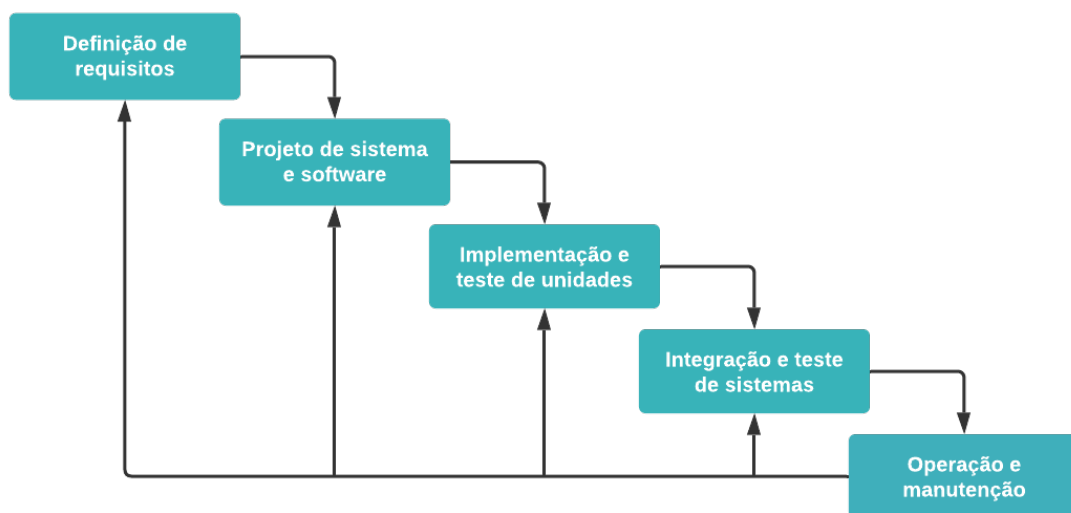 Definição de
requisitos
Projeto de sistema
e software
Implementação e
teste de unidades
Integração e teste
de sistemas
Operação e
manutenção